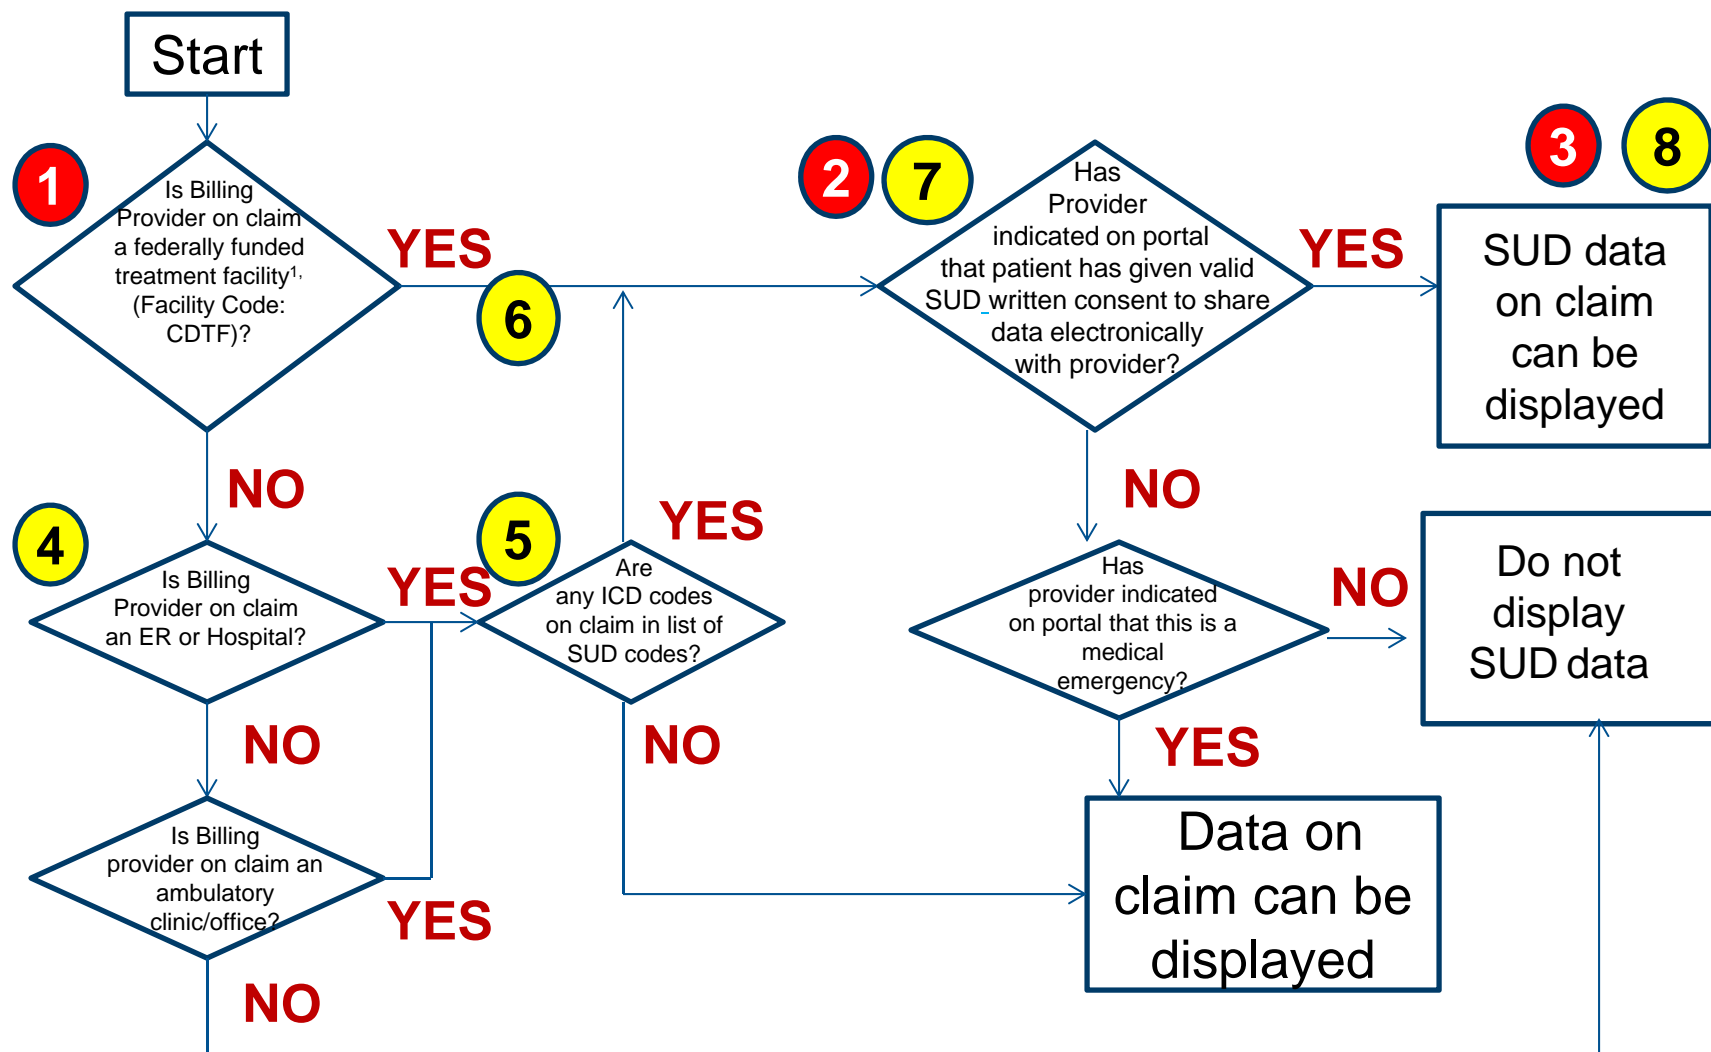 Start
1
Is Billing
Provider on claim
a federally funded
treatment facility¹,
(Facility Code:
CDTF)?
YES
6
2
7
Has
Provider
indicated on portal
that patient has given valid
SUD written consent to share
data electronically
with provider?
YES
3
8
SUD data
on claim
can be
displayed
NO
4
Is Billing
Provider on claim
an ER or Hospital?
YES
5
YES
Are
any ICD codes
on claim in list of
SUD codes?
NO
Has
provider indicated
on portal that this is a
medical
emergency?
NO
Do not
display
SUD data
NO
Is Billing
provider on claim an
ambulatory
clinic/office?
YES
NO
NO
YES
Data on
claim can be
displayed